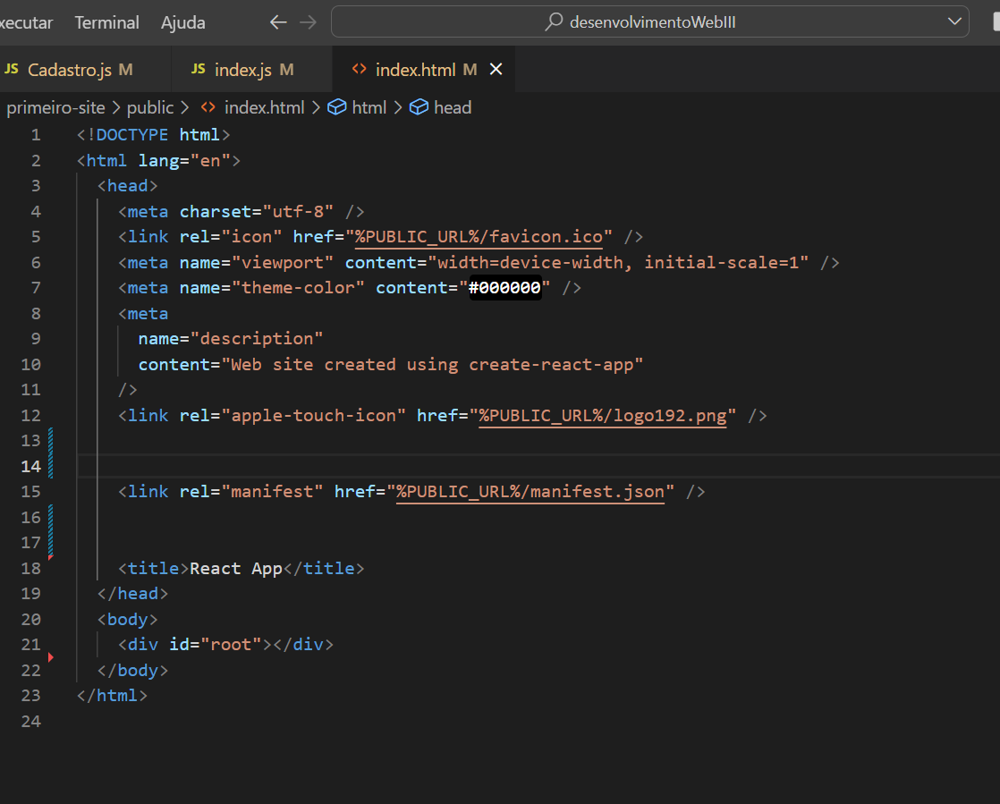 xecutar Terminal Ajuda desenvolvimentoWebIII
JS Cadastro.js M JS index.js M <> index.html M
primeiro-site > public > <> index.html > html > head
1 <!DOCTYPE html>
2 <html lang="en">
3 <head>
4 <meta charset="utf-8" />
5 <link rel="icon" href="%PUBLIC_URL%/favicon.ico" />
6 <meta name="viewport" content="width=device-width, initial-scale=1" />
7 <meta name="theme-color" content="#000000" />
8 <meta
9 name="description"
10 content="Web site created using create-react-app"
11 />
12 <link rel="apple-touch-icon" href="%PUBLIC_URL%/logo192.png" />
13
14
15 <link rel="manifest" href="%PUBLIC_URL%/manifest.json" />
16
17
18 <title>React App</title>
19 </head>
20 <body>
21 <div id="root"></div>
22 </body>
23 </html>
24